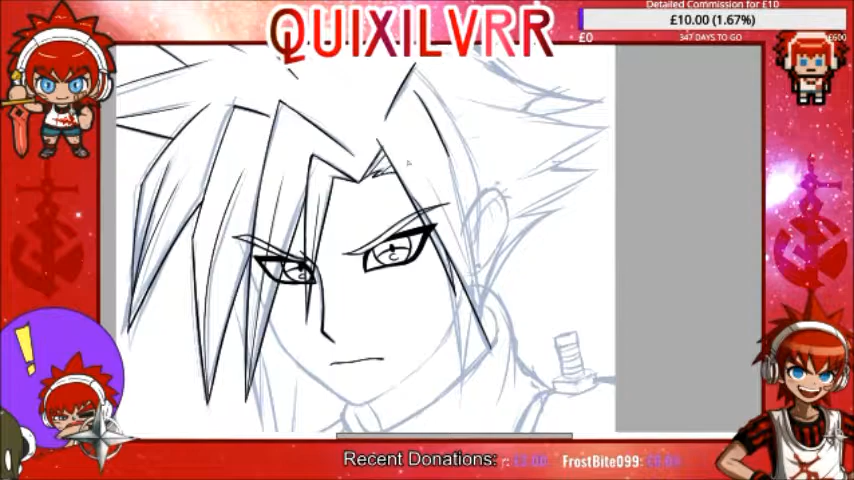 QUIXILVRR
Detailed Commission for £10
£10.00 (1.67%)
£0
347 DAYS TO GO
£600
Recent Donations:
FrostBite099: